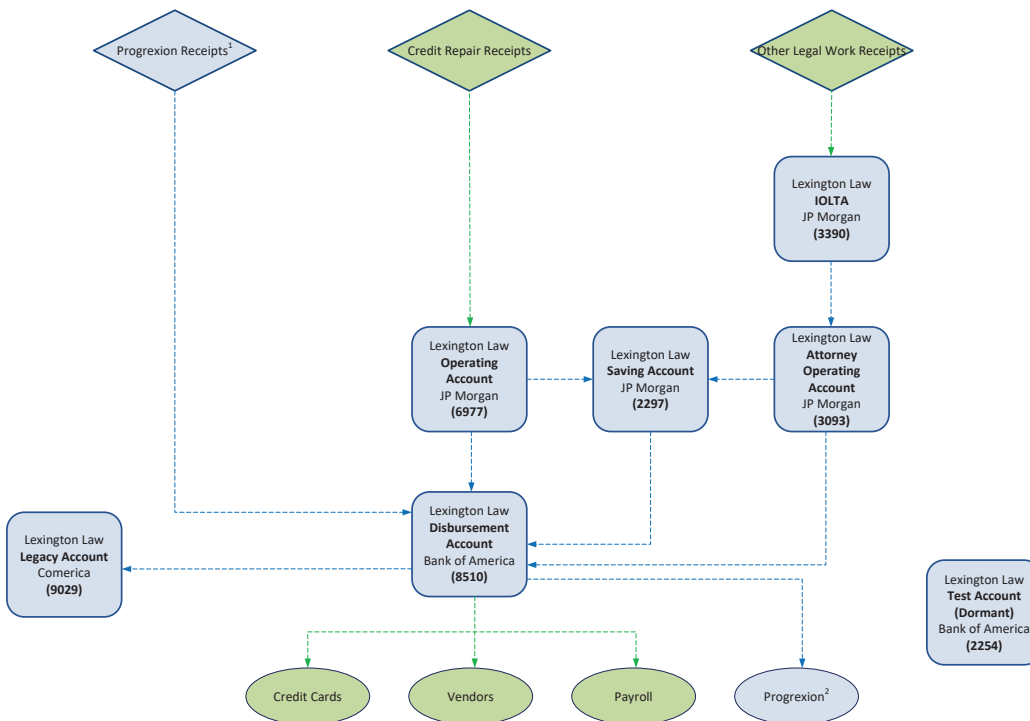 Progrexion Receipts¹
Credit Repair Receipts
Other Legal Work Receipts
Lexington Law
IOLTA
JP Morgan
(3390)
Lexington Law
Operating
Account
JP Morgan
(6977)
Lexington Law
Saving Account
JP Morgan
(2297)
Lexington Law
Attorney
Operating
Account
JP Morgan
(3093)
Lexington Law
Legacy Account
Comerica
(9029)
Lexington Law
Disbursement
Account
Bank of America
(8510)
Lexington Law
Test Account
(Dormant)
Bank of America
(2254)
Credit Cards
Vendors
Payroll
Progrexion²